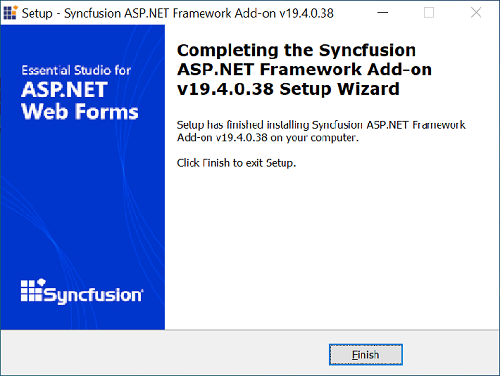 Setup - Syncfusion ASP.NET Framework Add-on v19.4.0.38
Essential Studio for
ASP.NET
Web Forms
Syncfusion
Completing the Syncfusion
ASP.NET Framework Add-on
v19.4.0.38 Setup Wizard
Setup has finished installing Syncfusion ASP.NET Framework
Add-on v19.4.0.38 on your computer.
Click Finish to exit Setup.
Finish